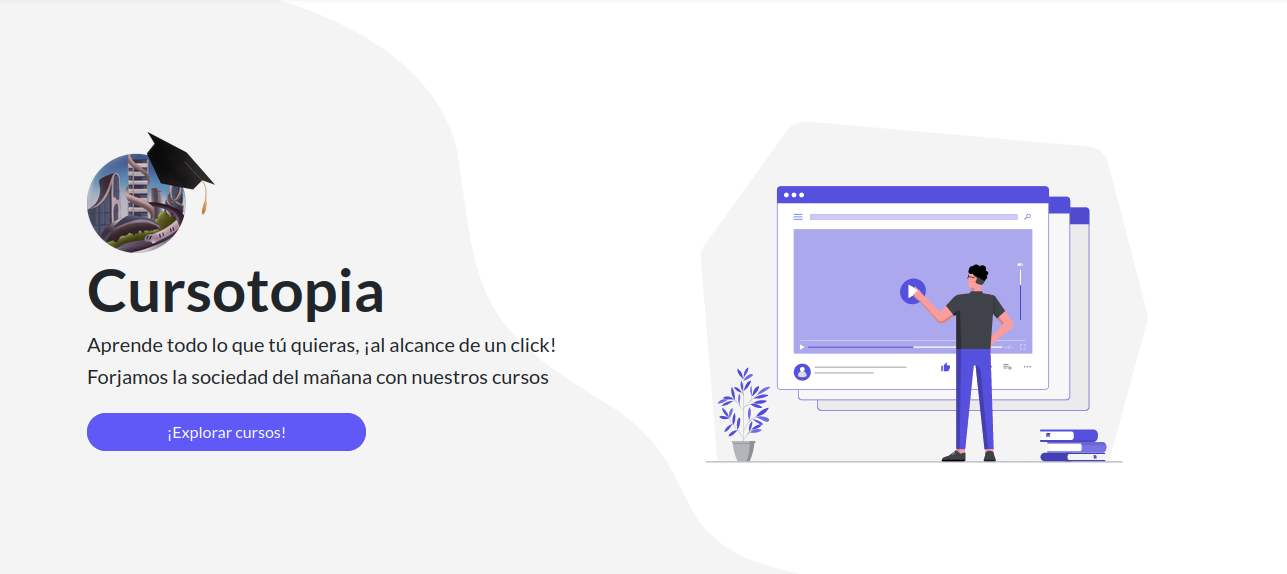 Cursotopia
Aprende todo lo que tú quieras, ¡al alcance de un click!
Forjamos la sociedad del mañana con nuestros cursos
¡Explorar cursos!